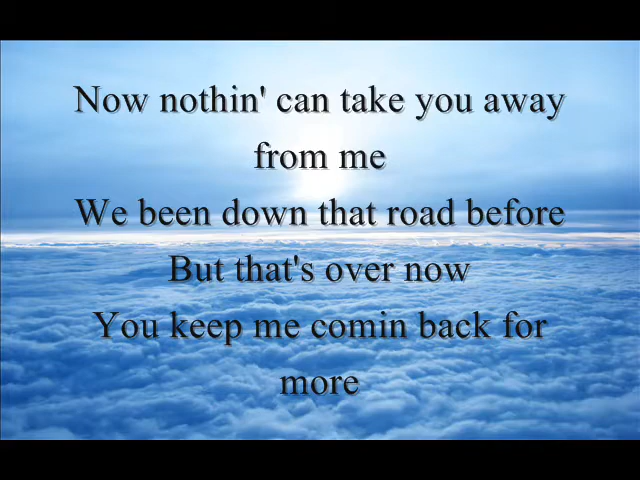 Now nothin' can take you away
from me
We been down that road before
But that's over now
You keep me comin back for
more